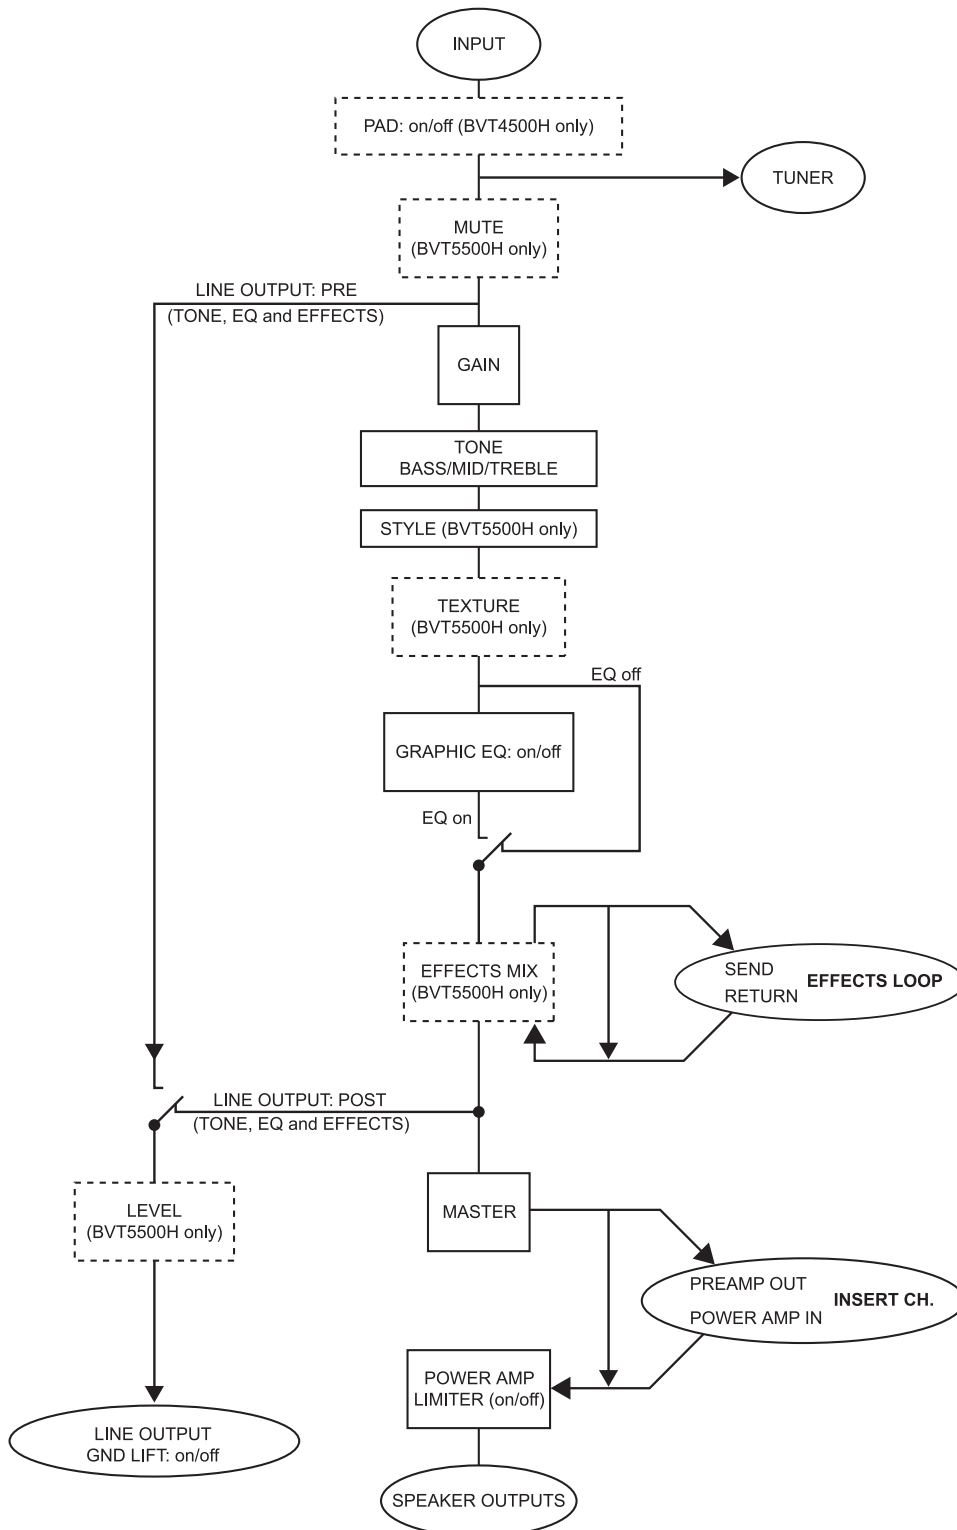 INPUT
PAD: on/off (BVT4500H only)
TUNER
MUTE
(BVT5500H only)
LINE OUTPUT: PRE
(TONE, EQ and EFFECTS)
GAIN
TONE
BASS/MID/TREBLE
STYLE (BVT5500H only)
TEXTURE
(BVT5500H only)
EQ off
GRAPHIC EQ: on/off
EQ on
EFFECTS MIX
(BVT5500H only)
SEND
RETURN
EFFECTS LOOP
LINE OUTPUT: POST
(TONE, EQ and EFFECTS)
LEVEL
(BVT5500H only)
MASTER
PREAMP OUT
POWER AMP IN
INSERT CH.
POWER AMP
LIMITER (on/off)
LINE OUTPUT
GND LIFT: on/off
SPEAKER OUTPUTS